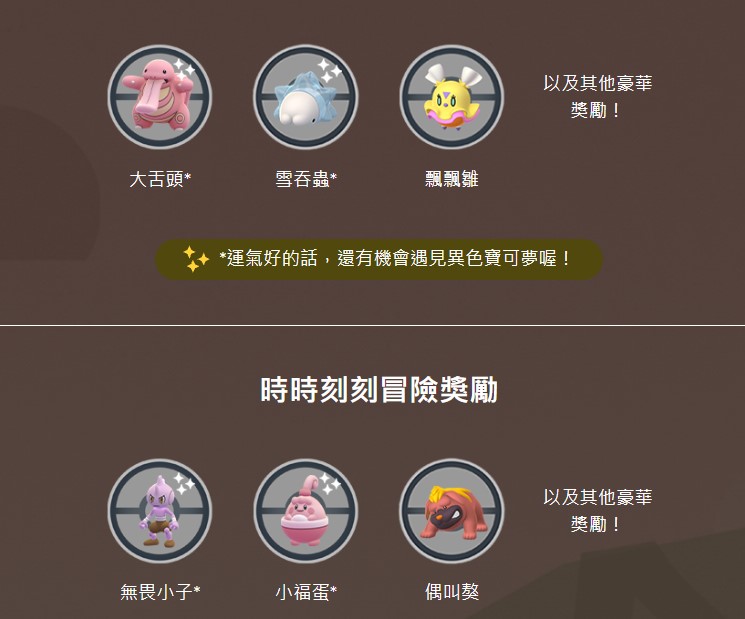 以及其他豪華
獎勵！
大舌頭*
雪吞蟲*
飄飄雛
*運氣好的話，還有機會遇見異色寶可夢喔！
時時刻刻冒險獎勵
以及其他豪華
獎勵！
無畏小子*
小福蛋*
偶叫獒